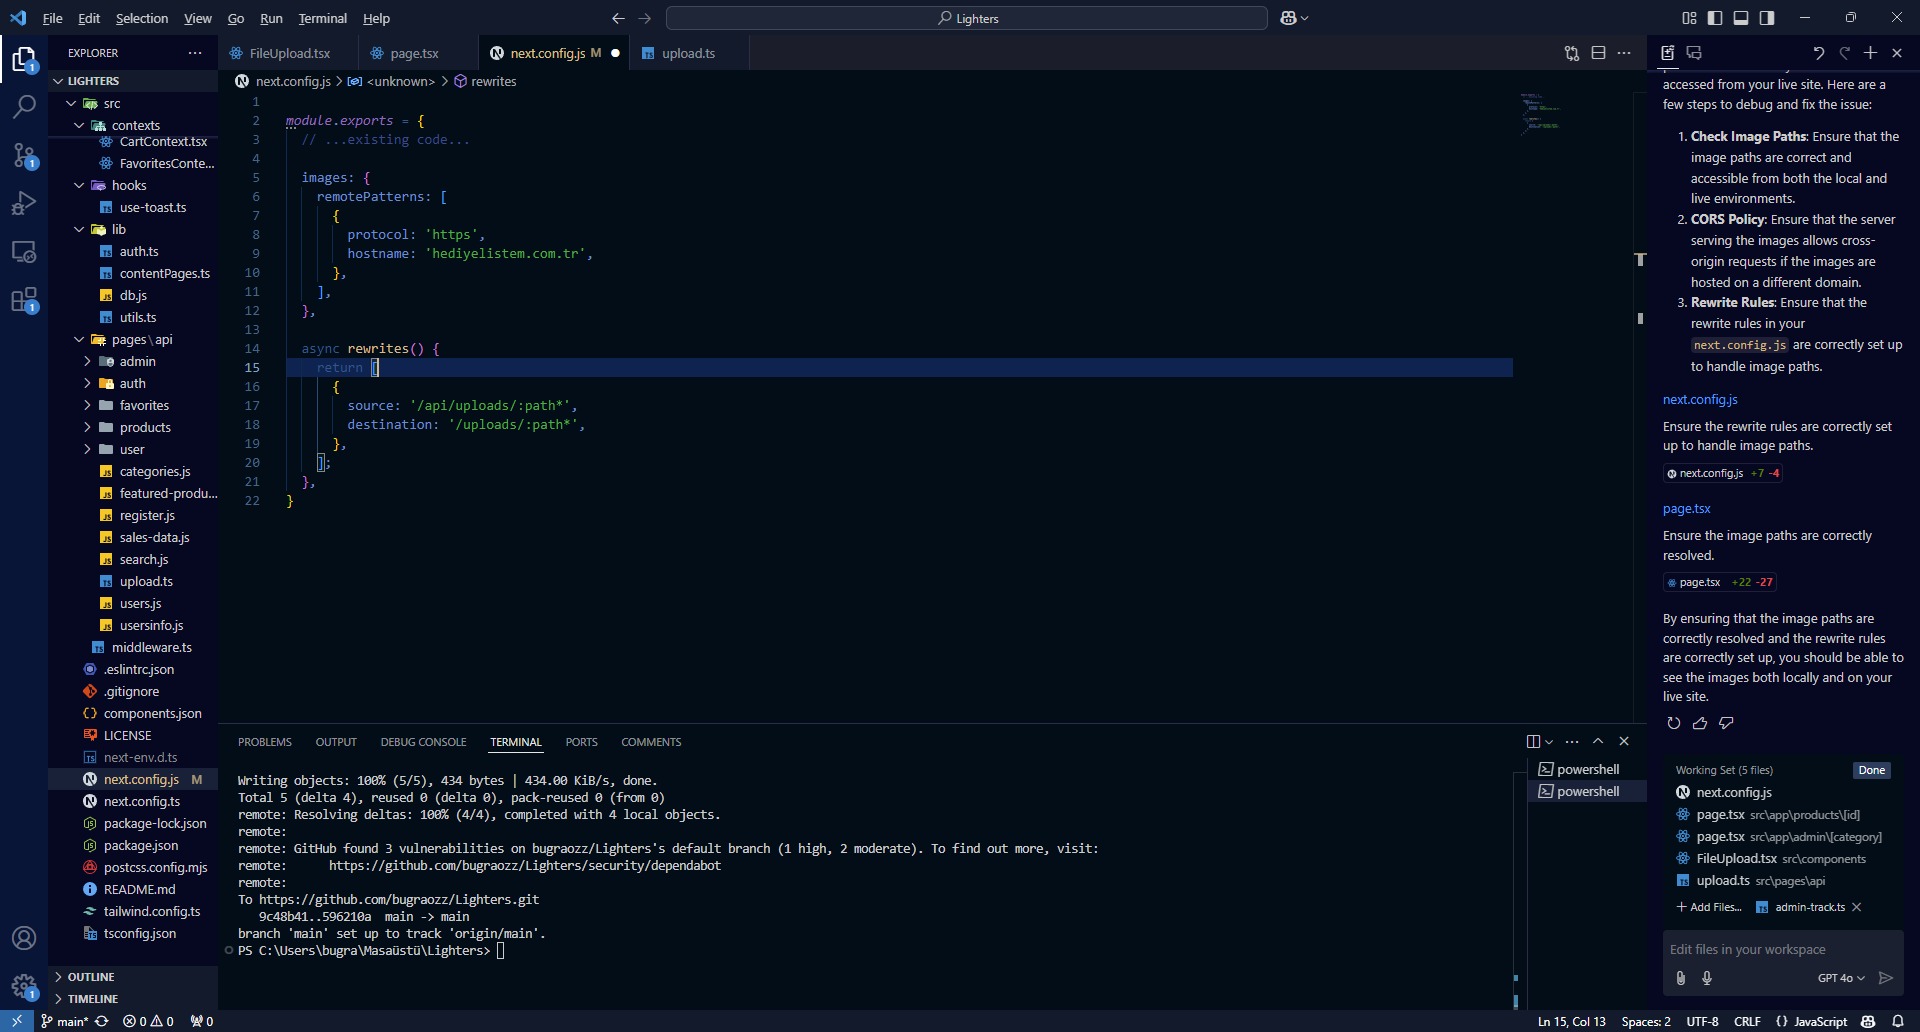 File Edit Selection View Go Run Terminal Help
Lighters
EXPLORER
LIGHTERS
src
contexts
CartContext.tsx
FavoritesConte...
hooks
use-toast.ts
lib
auth.ts
contentPages.ts
db.js
utils.ts
pages\api
admin
auth
favorites
products
user
categories.js
featured-produ...
register.js
sales-data.js
search.js
upload.ts
users.js
usersinfo.js
middleware.ts
.eslintrc.json
.gitignore
components.json
LICENSE
next-env.d.ts
next.config.js M
next.config.ts
package-lock.json
package.json
postcss.config.mjs
README.md
tailwind.config.ts
tsconfig.json
OUTLINE
TIMELINE
FileUpload.tsx page.tsx next.config.js M upload.ts
next.config.js > <unknown> > rewrites
1
2 module.exports = {
3 // ...existing code...
4
5 images: {
6 remotePatterns: [
7 {
8 protocol: 'https',
9 hostname: 'hediyelistem.com.tr',
10 },
11 ],
12 },
13
14 async rewrites() {
15 return [
16 {
17 source: '/api/uploads/:path*',
18 destination: '/uploads/:path*',
19 },
20 ];
21 },
22 }
PROBLEMS OUTPUT DEBUG CONSOLE TERMINAL PORTS COMMENTS
Writing objects: 100% (5/5), 434 bytes | 434.00 KiB/s, done.
Total 5 (delta 4), reused 0 (delta 0), pack-reused 0 (from 0)
remote: Resolving deltas: 100% (4/4), completed with 4 local objects.
remote:
remote: GitHub found 3 vulnerabilities on bugraozz/Lighters's default branch (1 high, 2 moderate). To find out more, visit:
remote: https://github.com/bugraozz/Lighters/security/dependabot
remote:
To https://github.com/bugraozz/Lighters.git
9c48b41..596210a main -> main
branch 'main' set up to track 'origin/main'.
PS C:\Users\bugra\Masaüstü\Lighters>
powershell
powershell
accessed from your live site. Here are a
few steps to debug and fix the issue:
1. Check Image Paths: Ensure that the
image paths are correct and
accessible from both the local and
live environments.
2. CORS Policy: Ensure that the server
serving the images allows cross-
origin requests if the images are
hosted on a different domain.
3. Rewrite Rules: Ensure that the
rewrite rules in your
next.config.js are correctly set up
to handle image paths.
next.config.js
Ensure the rewrite rules are correctly set
up to handle image paths.
next.config.js +7 -4
page.tsx
Ensure the image paths are correctly
resolved.
page.tsx +22 -27
By ensuring that the image paths are
correctly resolved and the rewrite rules
are correctly set up, you should be able to
see the images both locally and on your
live site.
Working Set (5 files) Done
next.config.js
page.tsx src\app\products\[id]
page.tsx src\app\admin\[category]
FileUpload.tsx src\components
upload.ts src\pages\api
+ Add Files... admin-track.ts
Edit files in your workspace
GPT 4o
main* 0 0 0
Ln 15, Col 13 Spaces: 2 UTF-8 CRLF {} JavaScript